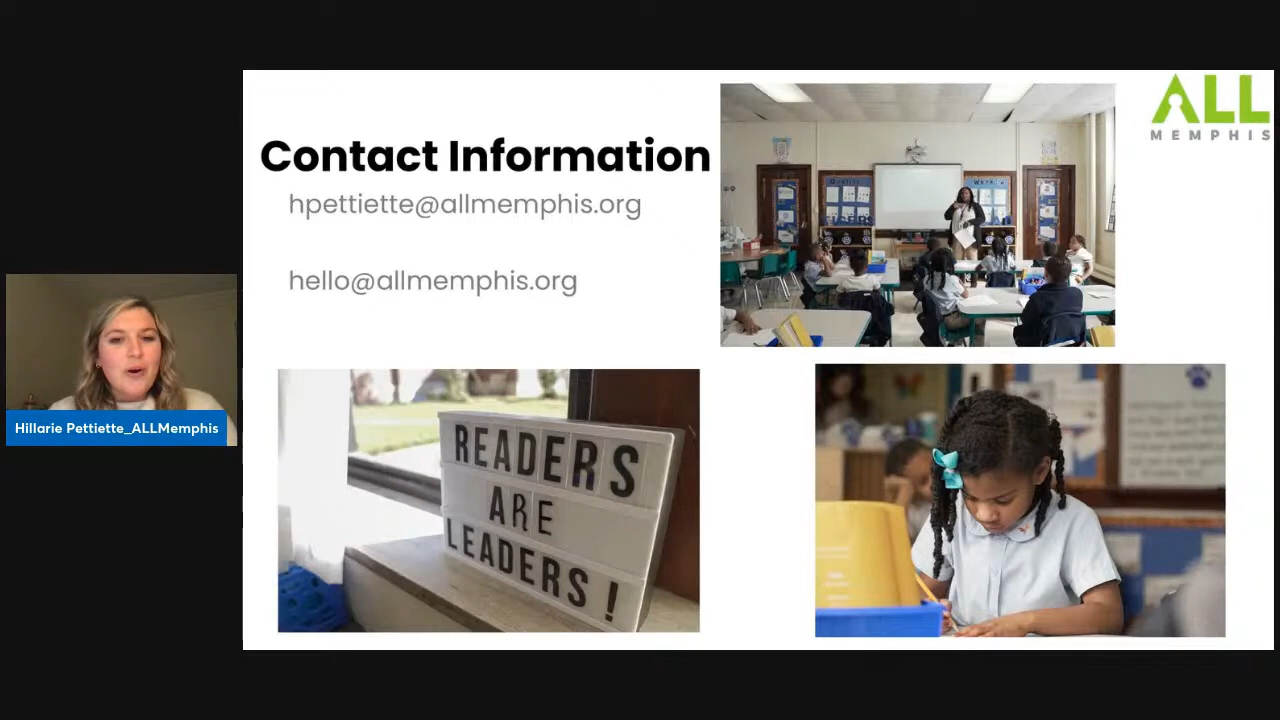 Contact Information
hpettiette@allmemphis.org
hello@allmemphis.org
ALL
MEMPHIS
Hillarie Pettiette_ALLMemphis
READERS
ARE
LEADERS!